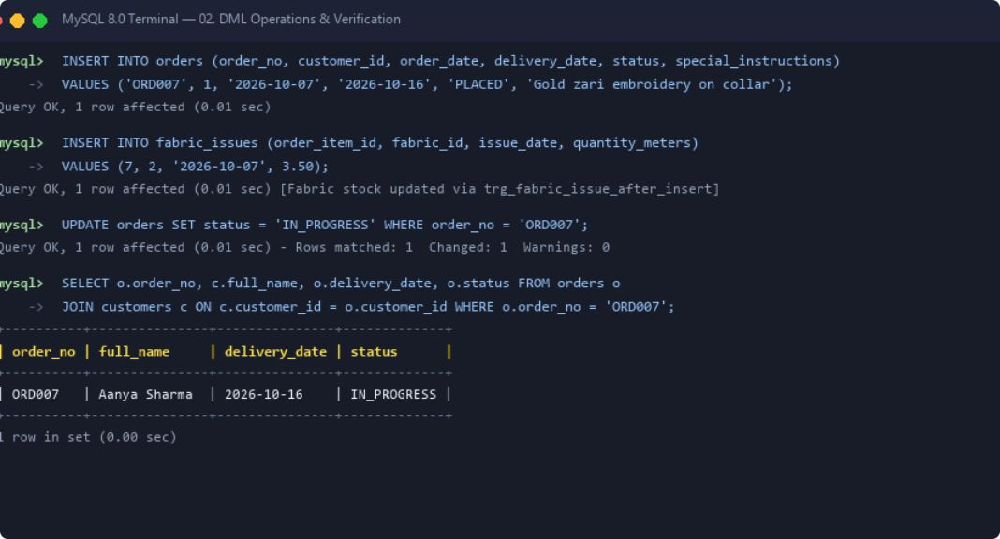 MySQL 8.0 Terminal — 02. DML Operations & Verification
mysql> INSERT INTO orders (order_no, customer_id, order_date, delivery_date, status, special_instructions)
-> VALUES ('ORD007', 1, '2026-10-07', '2026-10-16', 'PLACED', 'Gold zari embroidery on collar');
Query OK, 1 row affected (0.01 sec)
mysql> INSERT INTO fabric_issues (order_item_id, fabric_id, issue_date, quantity_meters)
-> VALUES (7, 2, '2026-10-07', 3.50);
Query OK, 1 row affected (0.01 sec) [Fabric stock updated via trg_fabric_issue_after_insert]
mysql> UPDATE orders SET status = 'IN_PROGRESS' WHERE order_no = 'ORD007';
Query OK, 1 row affected (0.01 sec) - Rows matched: 1  Changed: 1  Warnings: 0
mysql> SELECT o.order_no, c.full_name, o.delivery_date, o.status FROM orders o
-> JOIN customers c ON c.customer_id = o.customer_id WHERE o.order_no = 'ORD007';
+----------+---------------+---------------+-------------+
| order_no | full_name     | delivery_date | status      |
+----------+---------------+---------------+-------------+
| ORD007   | Aanya Sharma  | 2026-10-16    | IN_PROGRESS |
+----------+---------------+---------------+-------------+
1 row in set (0.00 sec)